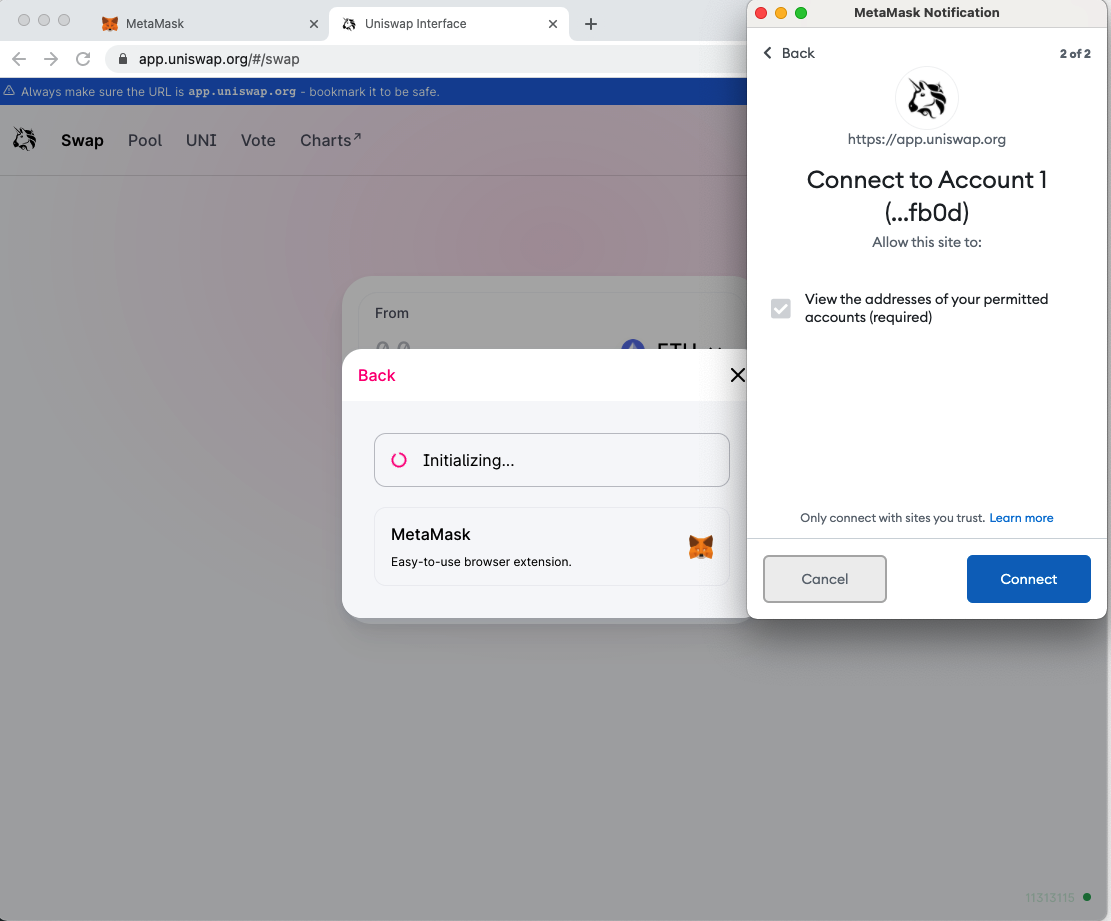 MetaMask
Uniswap Interface
app.uniswap.org/#/swap
Always make sure the URL is app.uniswap.org - bookmark it to be safe.
Swap
Pool
UNI
Vote
Charts↗
From
0.0
ETH
Back
Initializing...
MetaMask
Easy-to-use browser extension.
MetaMask Notification
Back
2 of 2
https://app.uniswap.org
Connect to Account 1
(...fb0d)
Allow this site to:
View the addresses of your permitted
accounts (required)
Only connect with sites you trust. Learn more
Cancel
Connect
11313115